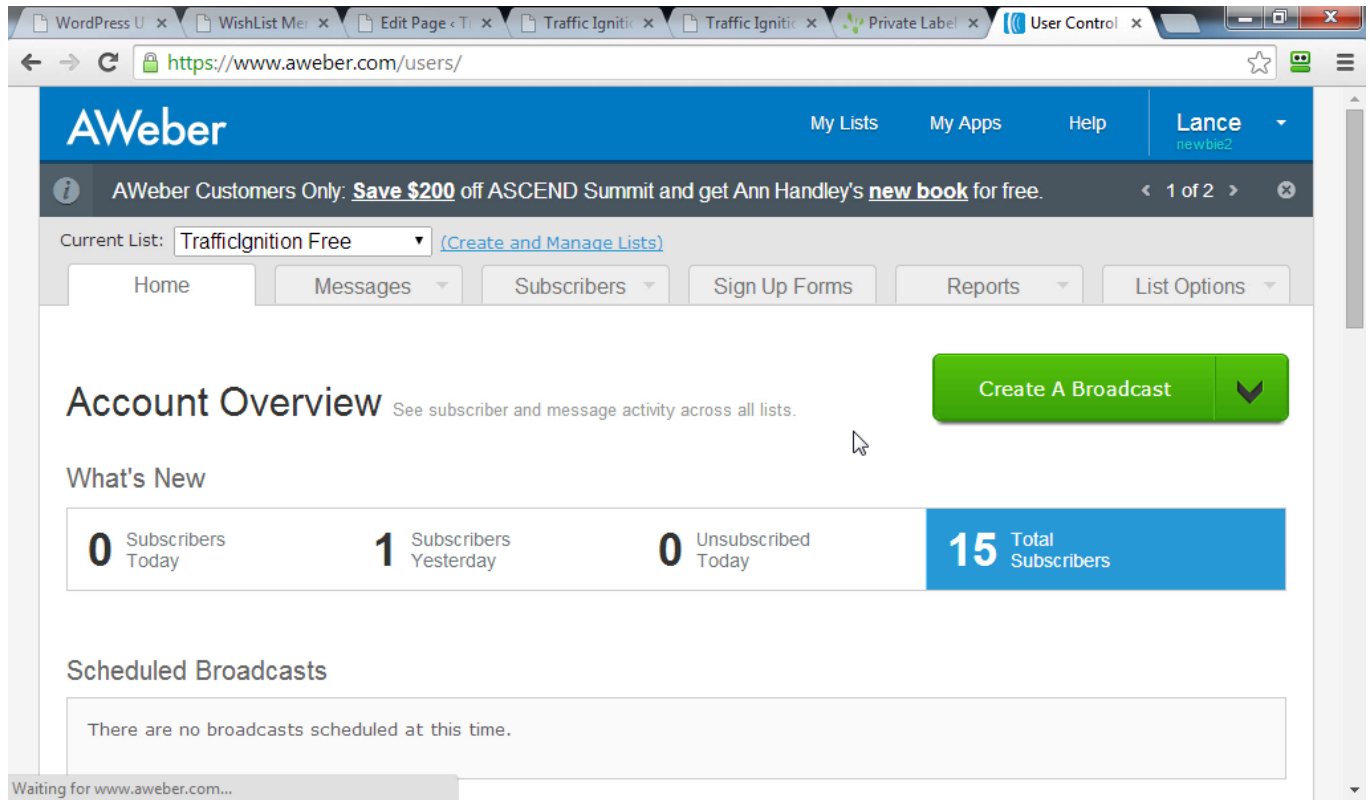 WordPress U
WishList Mer
Edit Page ‹ Tr
Traffic Ignitio
Traffic Ignitio
Private Label
User Control
https://www.aweber.com/users/
AWeber
My Lists My Apps Help Lance
newbie2
AWeber Customers Only: Save $200 off ASCEND Summit and get Ann Handley's new book for free. < 1 of 2 >
Current List: TrafficIgnition Free (Create and Manage Lists)
Home Messages Subscribers Sign Up Forms Reports List Options
Create A Broadcast
Account Overview See subscriber and message activity across all lists.
What's New
0 Subscribers Today
1 Subscribers Yesterday
0 Unsubscribed Today
15 Total Subscribers
Scheduled Broadcasts
There are no broadcasts scheduled at this time.
Waiting for www.aweber.com...